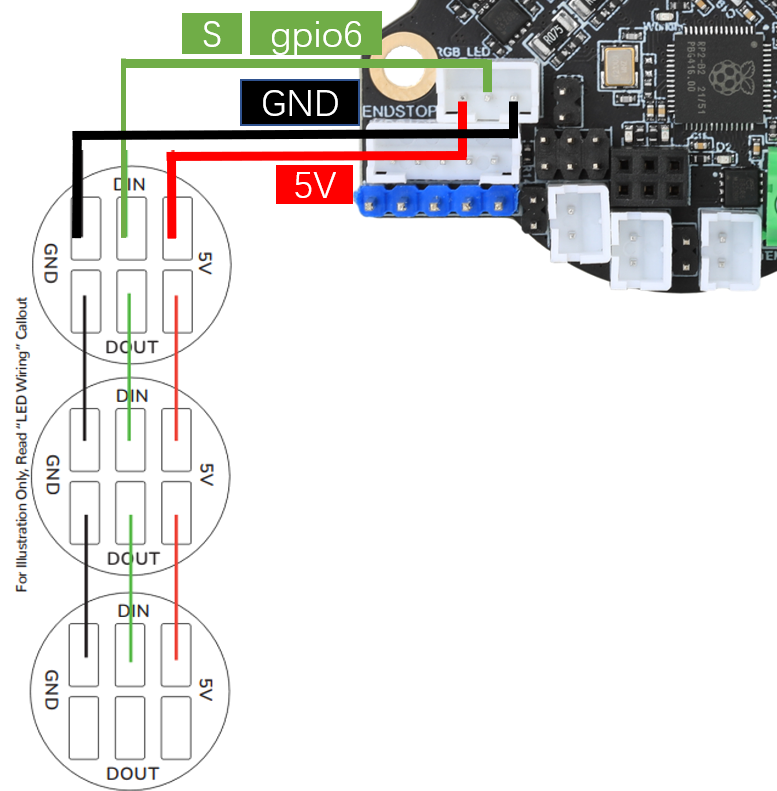 S gpio6
RGB LED
R075
GND
ENDSTOP
5V
RP2-B2 21/51
P6G416.00
DIN
GND
5V
DOUT
DIN
GND
5V
DOUT
DIN
GND
5V
DOUT
For Illustration Only, Read "LED Wiring" Callout